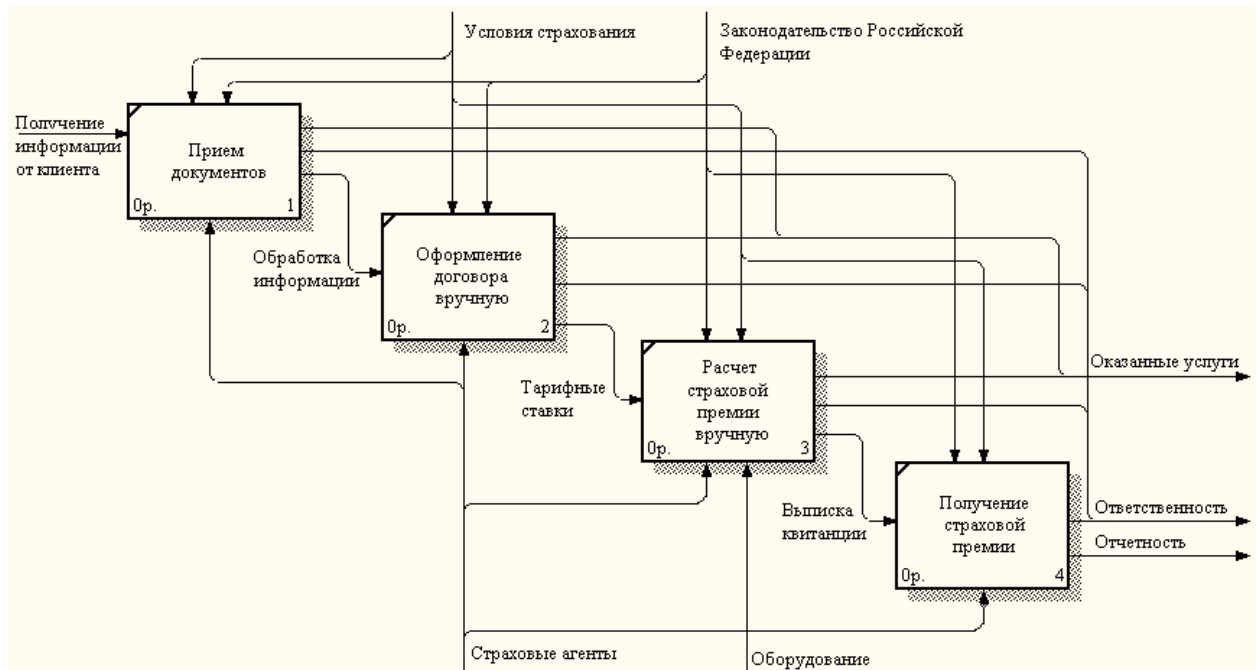 Условия страхования
Законодательство Российской
Федерации
Получение
информации
от клиента
Прием
документов
0р.
1
Обработка
информации
Оформление
договора
вручную
0р.
2
Тарифные
ставки
Расчет
страховой
премии
вручную
0р.
3
Оказанные услуги
Выписка
квитанции
Получение
страховой
премии
0р.
4
Ответственность
Отчетность
Страховые агенты
Оборудование